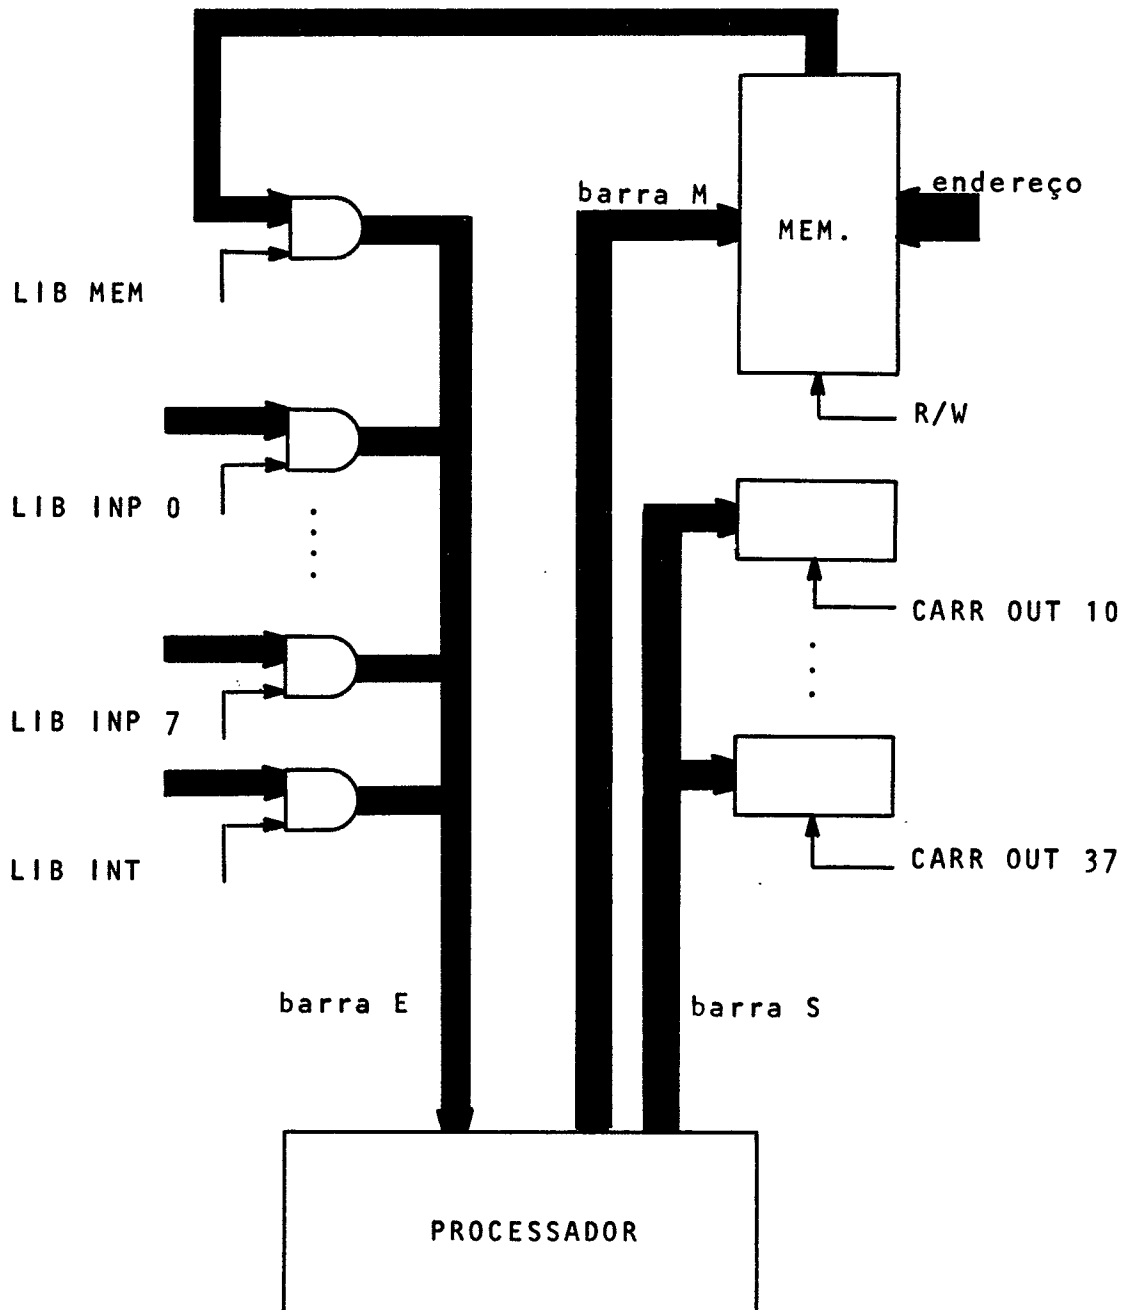 barra M
endereço
MEM.
LIB MEM
R/W
LIB INP 0
CARR OUT 10
LIB INP 7
LIB INT
CARR OUT 37
barra E
barra S
PROCESSADOR